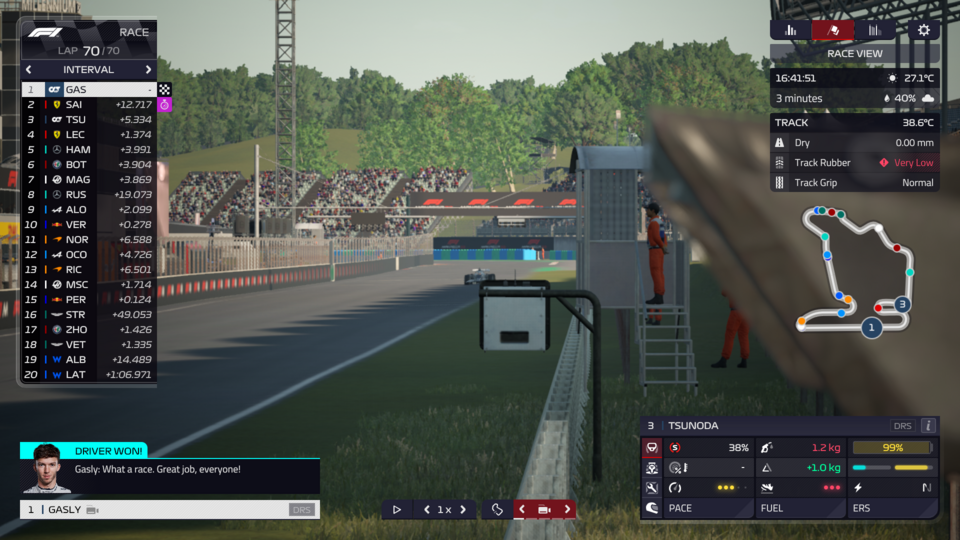 RACE
LAP 70/70
INTERVAL
1 GAS -
2 SAI +12.717
3 TSU +5.334
4 LEC +1.374
5 HAM +3.991
6 BOT +3.904
7 MAG +3.869
8 RUS +19.073
9 ALO +2.099
10 VER +0.278
11 NOR +6.588
12 OCO +4.726
13 RIC +6.501
14 MSC +1.714
15 PER +0.124
16 STR +49.053
17 ZHO +1.426
18 VET +1.335
19 ALB +14.489
20 LAT +1:06.971
RACE VIEW
16:41:51 27.1°C
3 minutes 40%
TRACK 38.6°C
Dry 0.00 mm
Track Rubber Very Low
Track Grip Normal
3
1
DRIVER WON!
Gasly: What a race. Great job, everyone!
1 GASLY DRS
1x
3 TSUNODA DRS i
S 38% 1.2 kg 99%
- +1.0 kg
N
PACE FUEL ERS